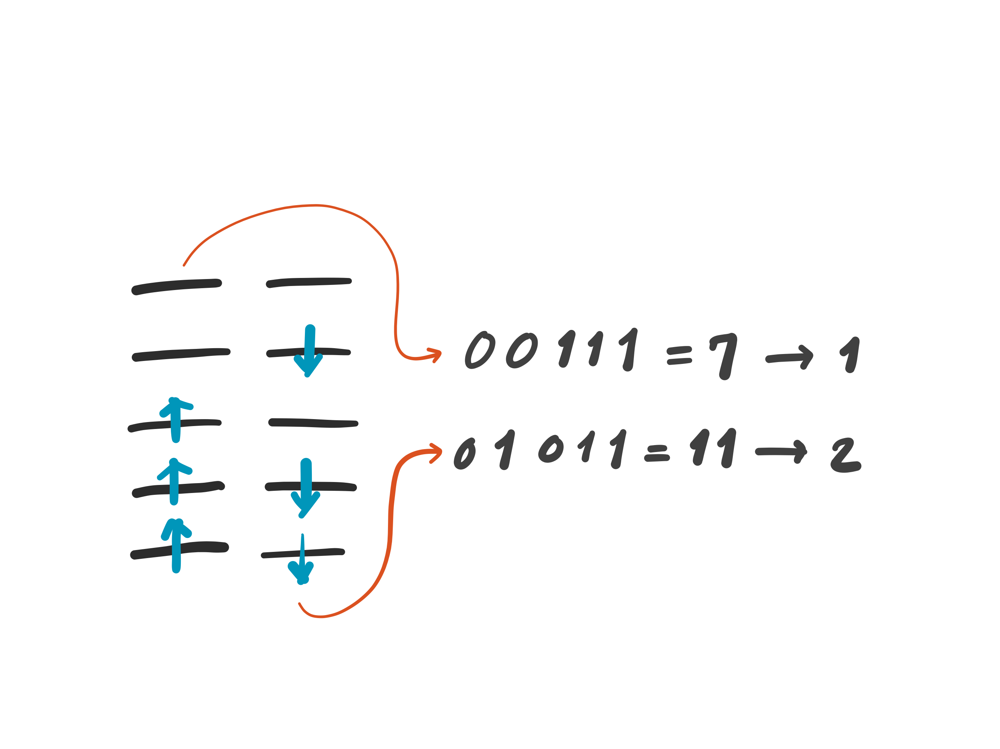 00111 = 7 → 1
01011 = 11 → 2